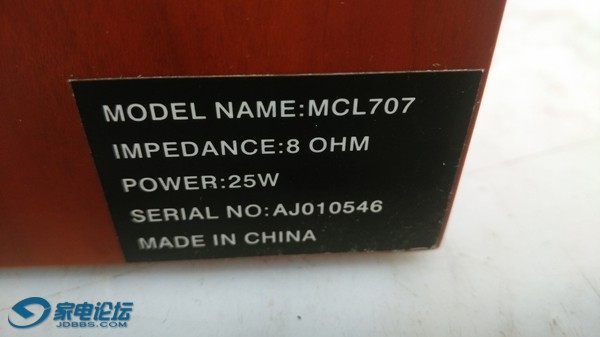 MODEL NAME:MCL707
IMPEDANCE:8 OHM
POWER:25W
SERIAL NO:AJ010546
MADE IN CHINA
家电论坛
JDBBS.COM